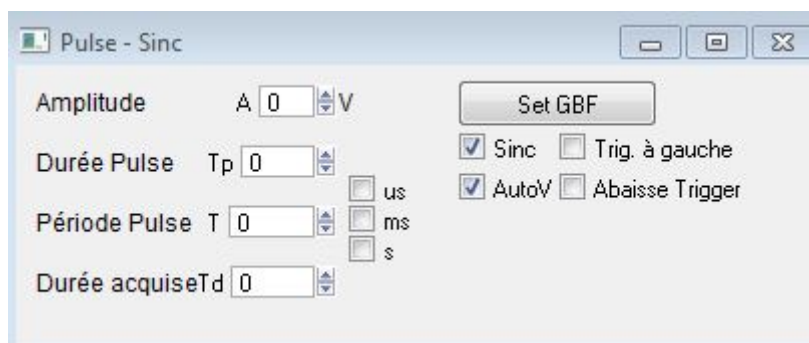 Pulse - Sinc
Amplitude A 0 V
Set GBF
Sinc Trig. à gauche
Durée Pulse Tp 0
AutoV Abaisse Trigger
us
Période Pulse T 0 ms
s
Durée acquiseTd 0